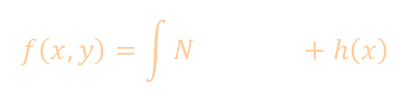 f(x, y) = ∫ N + h(x)